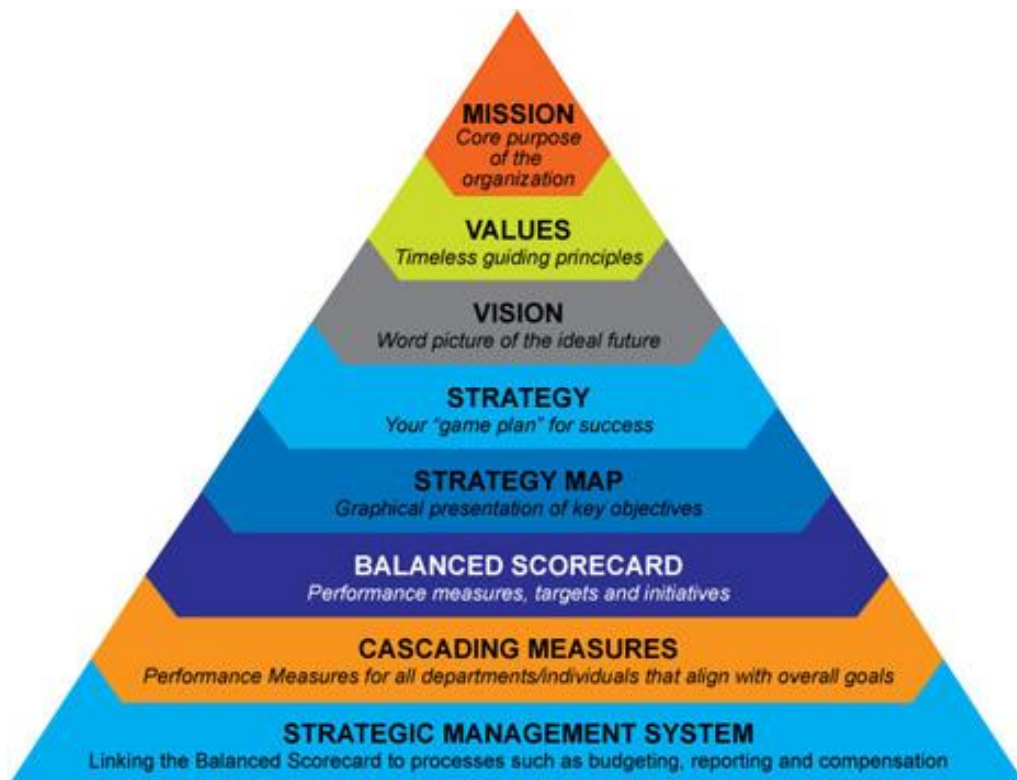 MISSION
Core purpose
of the
organization
VALUES
Timeless guiding principles
VISION
Word picture of the ideal future
STRATEGY
Your “game plan” for success
STRATEGY MAP
Graphical presentation of key objectives
BALANCED SCORECARD
Performance measures, targets and initiatives
CASCADING MEASURES
Performance Measures for all departments/individuals that align with overall goals
STRATEGIC MANAGEMENT SYSTEM
Linking the Balanced Scorecard to processes such as budgeting, reporting and compensation